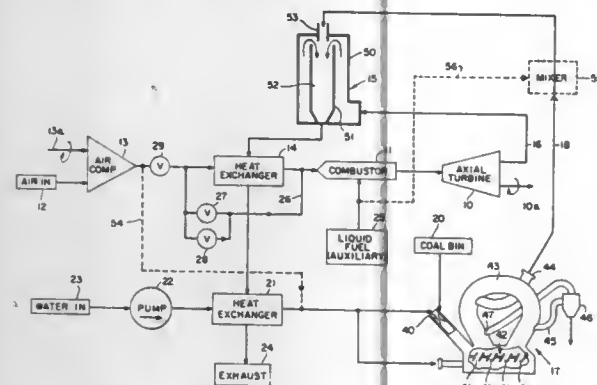 53
50
56
MIXER
5
52
15
51
13a
13
29
14
11
16
18
AIR COMP
V
HEAT EXCHANGER
COMBUSTOR
AXIAL TURBINE
AIR IN
12
27
V
26
10
10a
54
V
28
25
LIQUID FUEL (AUXILIARY)
20
COAL BIN
23
22
21
43
44
WATER IN
PUMP
HEAT EXCHANGER
40
47
42
46
45
24
EXHAUST
17